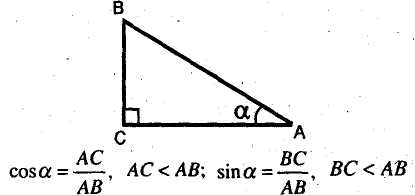 B
α
C
A
cosα = AC/AB, AC < AB; sinα = BC/AB, BC < AB